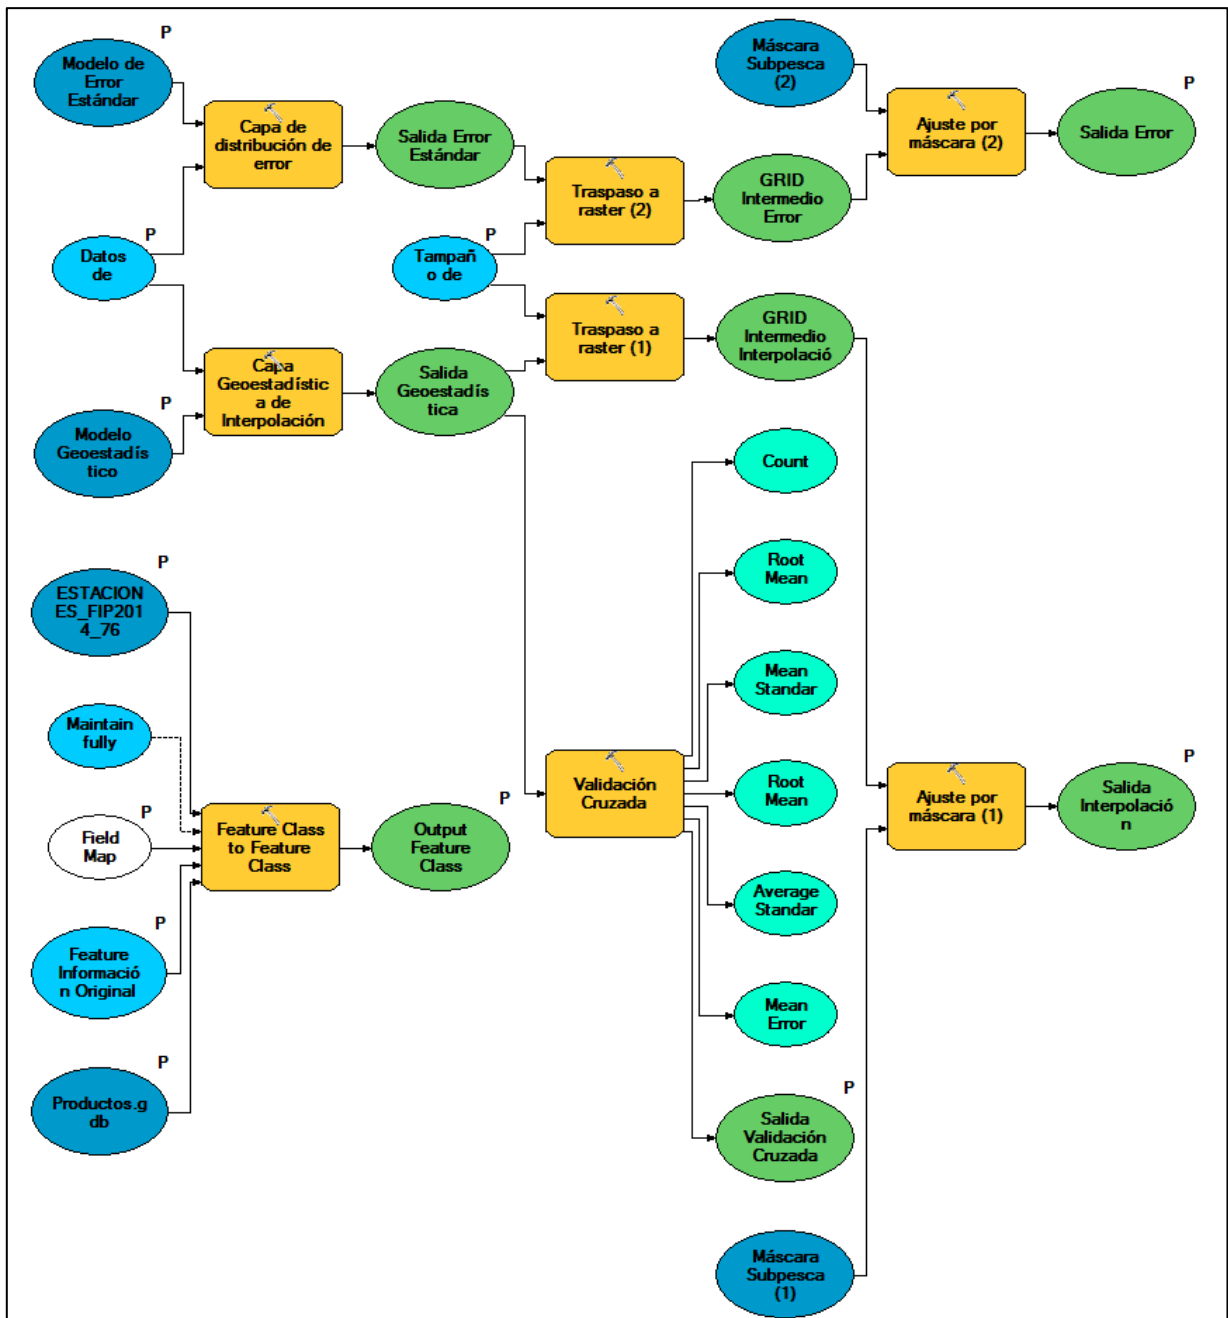 P
Modelo de
Error
Estándar
Capa de
distribución de
error
Salida Error
Estándar
P
Datos
de
P
Tampañ
o de
Traspaso a
raster (2)
GRID
Intermedio
Error
Máscara
Subpesca
(2)
Ajuste por
máscara (2)
P
Salida Error
Traspaso a
raster (1)
GRID
Intermedio
Interpolació
Capa
Geoestadístic
a de
Interpolación
Salida
Geoestadís
tica
P
Modelo
Geoestadís
tico
Count
Root
Mean
Mean
Standar
Root
Mean
Average
Standar
Mean
Error
P
Salida
Validación
Cruzada
Validación
Cruzada
P
ESTACION
ES_FIP201
4_76
Maintain
fully
P
Field
Map
P
Feature
Informació
n Original
P
Productos.g
db
Feature Class
to Feature
Class
P
Output
Feature
Class
Ajuste por
máscara (1)
P
Salida
Interpolació
n
Máscara
Subpesca
(1)